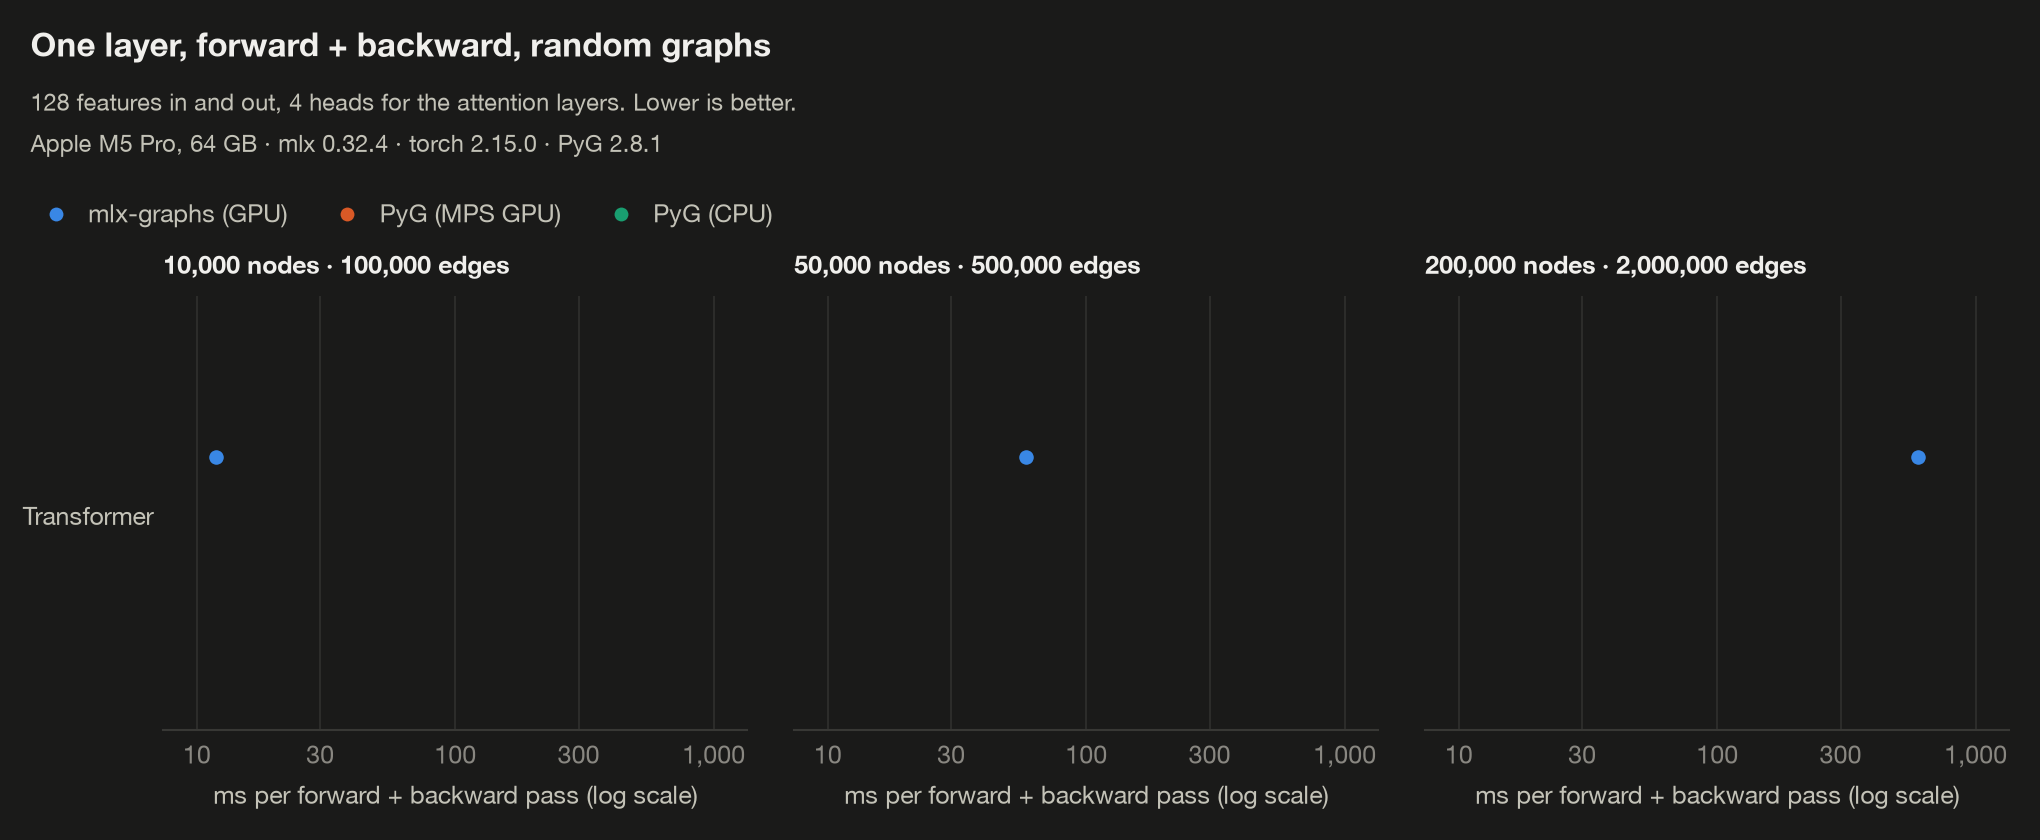 One layer, forward + backward, random graphs
128 features in and out, 4 heads for the attention layers. Lower is better.
Apple M5 Pro, 64 GB · mlx 0.32.4 · torch 2.15.0 · PyG 2.8.1
mlx-graphs (GPU) PyG (MPS GPU) PyG (CPU)
10,000 nodes · 100,000 edges 50,000 nodes · 500,000 edges 200,000 nodes · 2,000,000 edges
Transformer
10 30 100 300 1,000 10 30 100 300 1,000 10 30 100 300 1,000
ms per forward + backward pass (log scale) ms per forward + backward pass (log scale) ms per forward + backward pass (log scale)